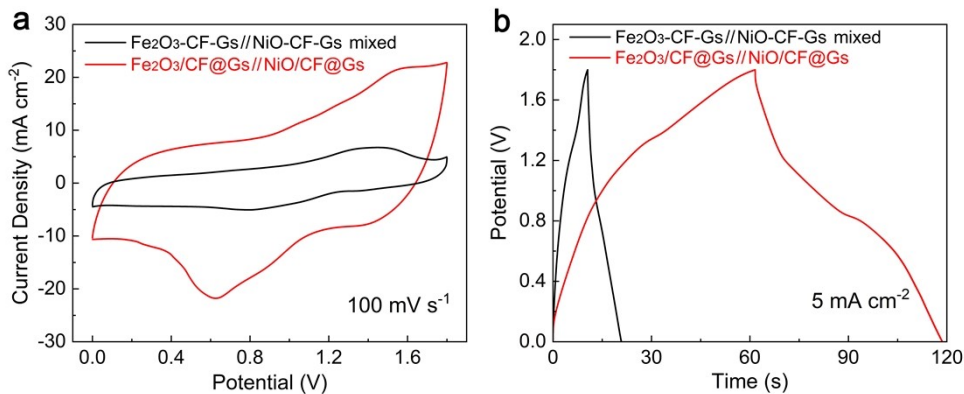 a
Fe₂O₃-CF-Gs//NiO-CF-Gs mixed
Fe₂O₃/CF@Gs//NiO/CF@Gs
Current Density (mA cm⁻²)
30
20
10
0
-10
-20
-30
100 mV s⁻¹
0.0 0.4 0.8 1.2 1.6
Potential (V)
b
Fe₂O₃-CF-Gs//NiO-CF-Gs mixed
Fe₂O₃/CF@Gs//NiO/CF@Gs
Potential (V)
2.0
1.6
1.2
0.8
0.4
0.0
5 mA cm⁻²
0 30 60 90 120
Time (s)